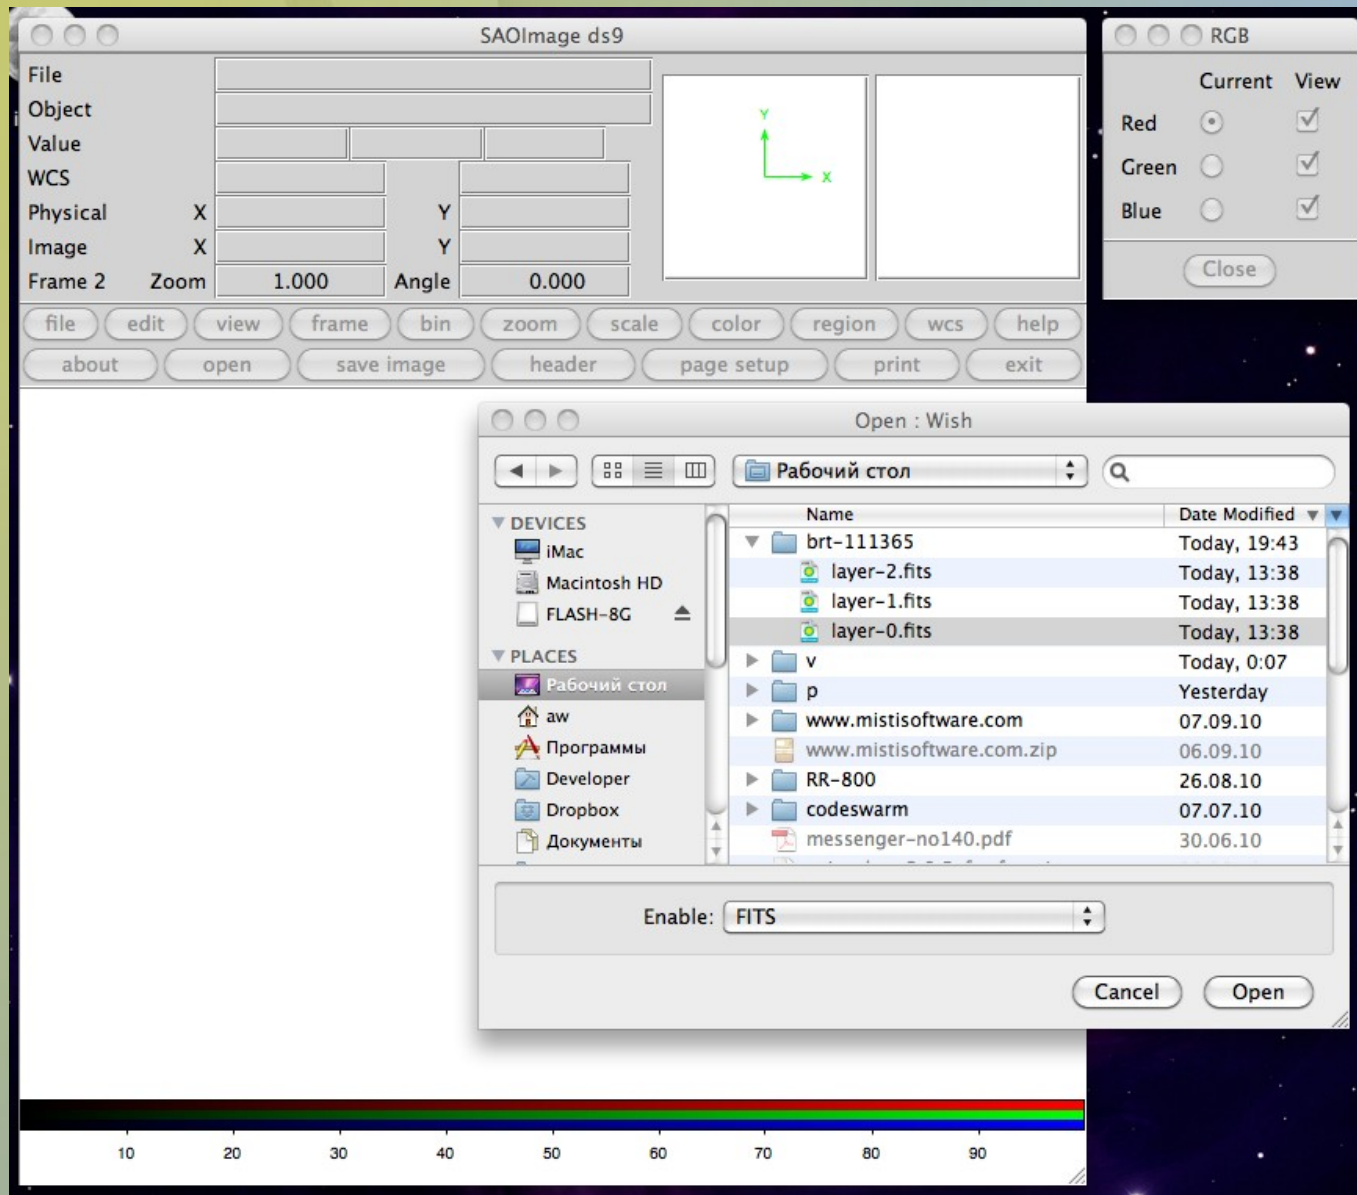 SAOImage ds9
RGB
File
Object
Value
WCS
Physical X Y
Image X Y
Frame 2 Zoom 1.000 Angle 0.000
Y
X
Current View
Red
Green
Blue
Close
file edit view frame bin zoom scale color region wcs help
about open save image header page setup print exit
Open : Wish
Рабочий стол
DEVICES
iMac
Macintosh HD
FLASH-8G
PLACES
Рабочий стол
aw
Программы
Developer
Dropbox
Документы
Name Date Modified
brt-111365 Today, 19:43
layer-2.fits Today, 13:38
layer-1.fits Today, 13:38
layer-0.fits Today, 13:38
v Today, 0:07
p Yesterday
www.mistisoftware.com 07.09.10
www.mistisoftware.com.zip 06.09.10
RR-800 26.08.10
codeswarm 07.07.10
messenger-no140.pdf 30.06.10
Enable: FITS
Cancel Open
10 20 30 40 50 60 70 80 90